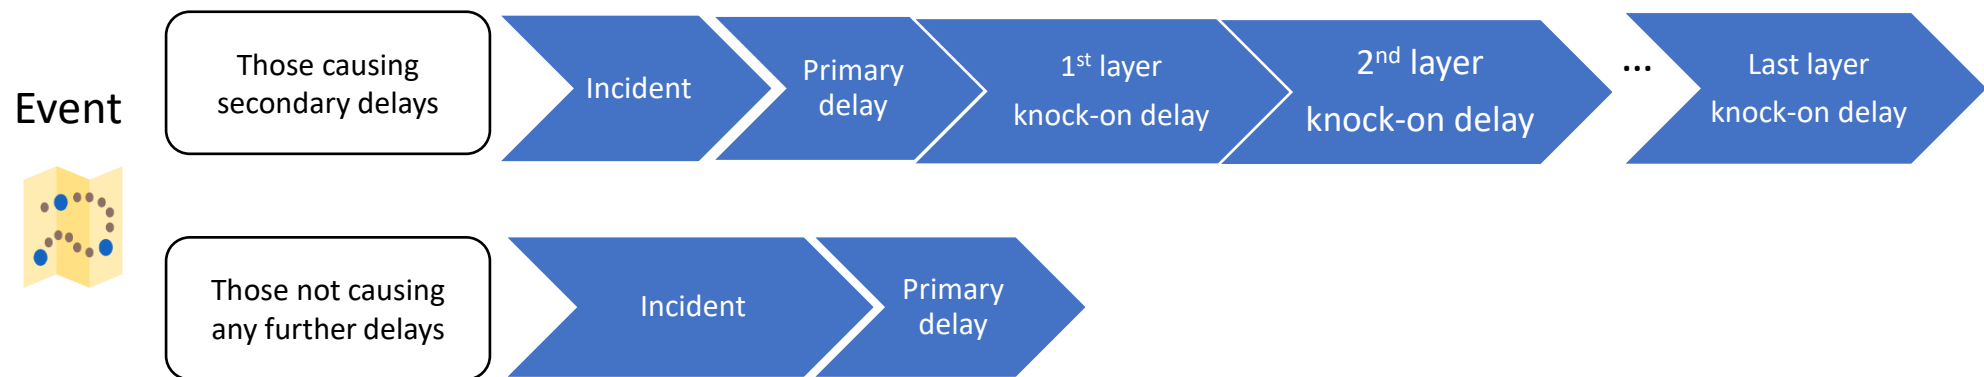 Event
Those causing
secondary delays
Incident
Primary
delay
1st layer
knock-on delay
2nd layer
knock-on delay
...
Last layer
knock-on delay
Those not causing
any further delays
Incident
Primary
delay